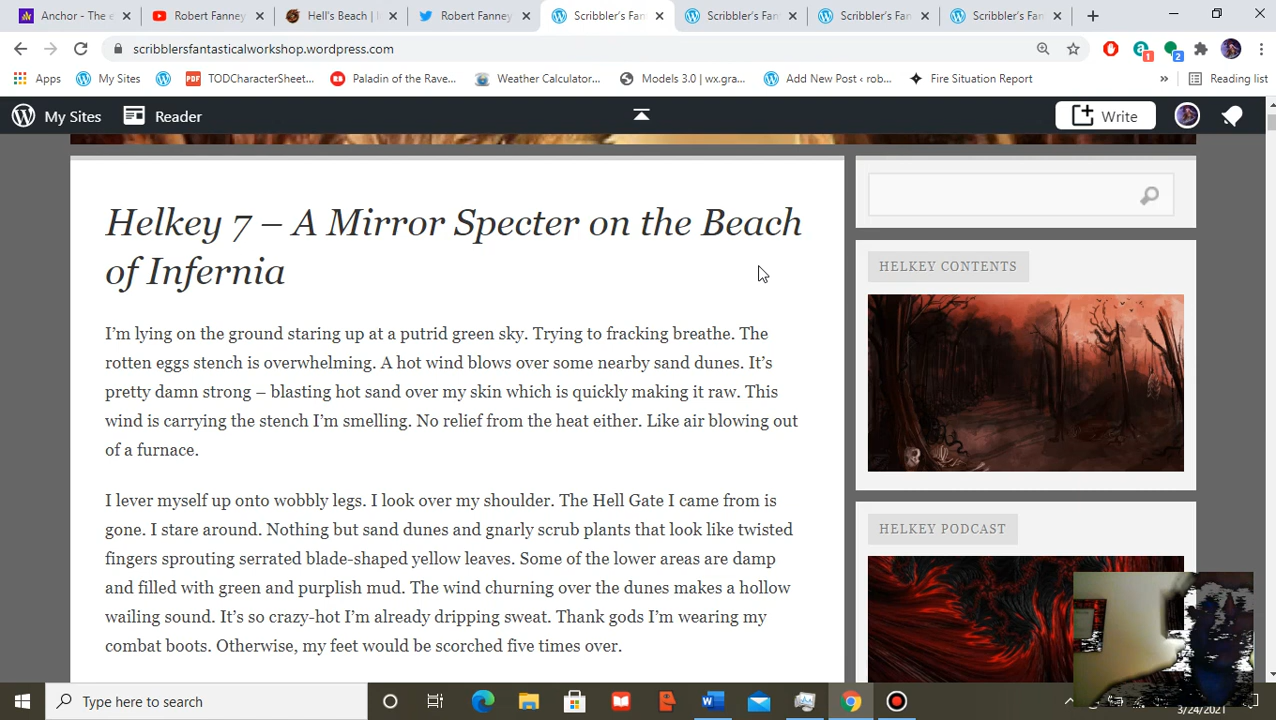 Anchor - The e
Robert Fanney
Hell's Beach | I
Robert Fanney
Scribbler's Fan
Scribbler's Fan
Scribbler's Fan
Scribbler's Fan
scribblersfantasticalworkshop.wordpress.com
1
2
Apps
My Sites
PDF
TODCharacterSheet...
Paladin of the Rave...
Weather Calculator...
Models 3.0 | wx.gra...
Add New Post ‹ rob...
Fire Situation Report
»
Reading list
My Sites
Reader
Write
Helkey 7 – A Mirror Specter on the Beach
of Infernia
HELKEY CONTENTS
I'm lying on the ground staring up at a putrid green sky. Trying to fracking breathe. The
rotten eggs stench is overwhelming. A hot wind blows over some nearby sand dunes. It's
pretty damn strong – blasting hot sand over my skin which is quickly making it raw. This
wind is carrying the stench I'm smelling. No relief from the heat either. Like air blowing out
of a furnace.
I lever myself up onto wobbly legs. I look over my shoulder. The Hell Gate I came from is
gone. I stare around. Nothing but sand dunes and gnarly scrub plants that look like twisted
fingers sprouting serrated blade-shaped yellow leaves. Some of the lower areas are damp
and filled with green and purplish mud. The wind churning over the dunes makes a hollow
wailing sound. It's so crazy-hot I'm already dripping sweat. Thank gods I'm wearing my
combat boots. Otherwise, my feet would be scorched five times over.
HELKEY PODCAST
Type here to search
3/24/2021